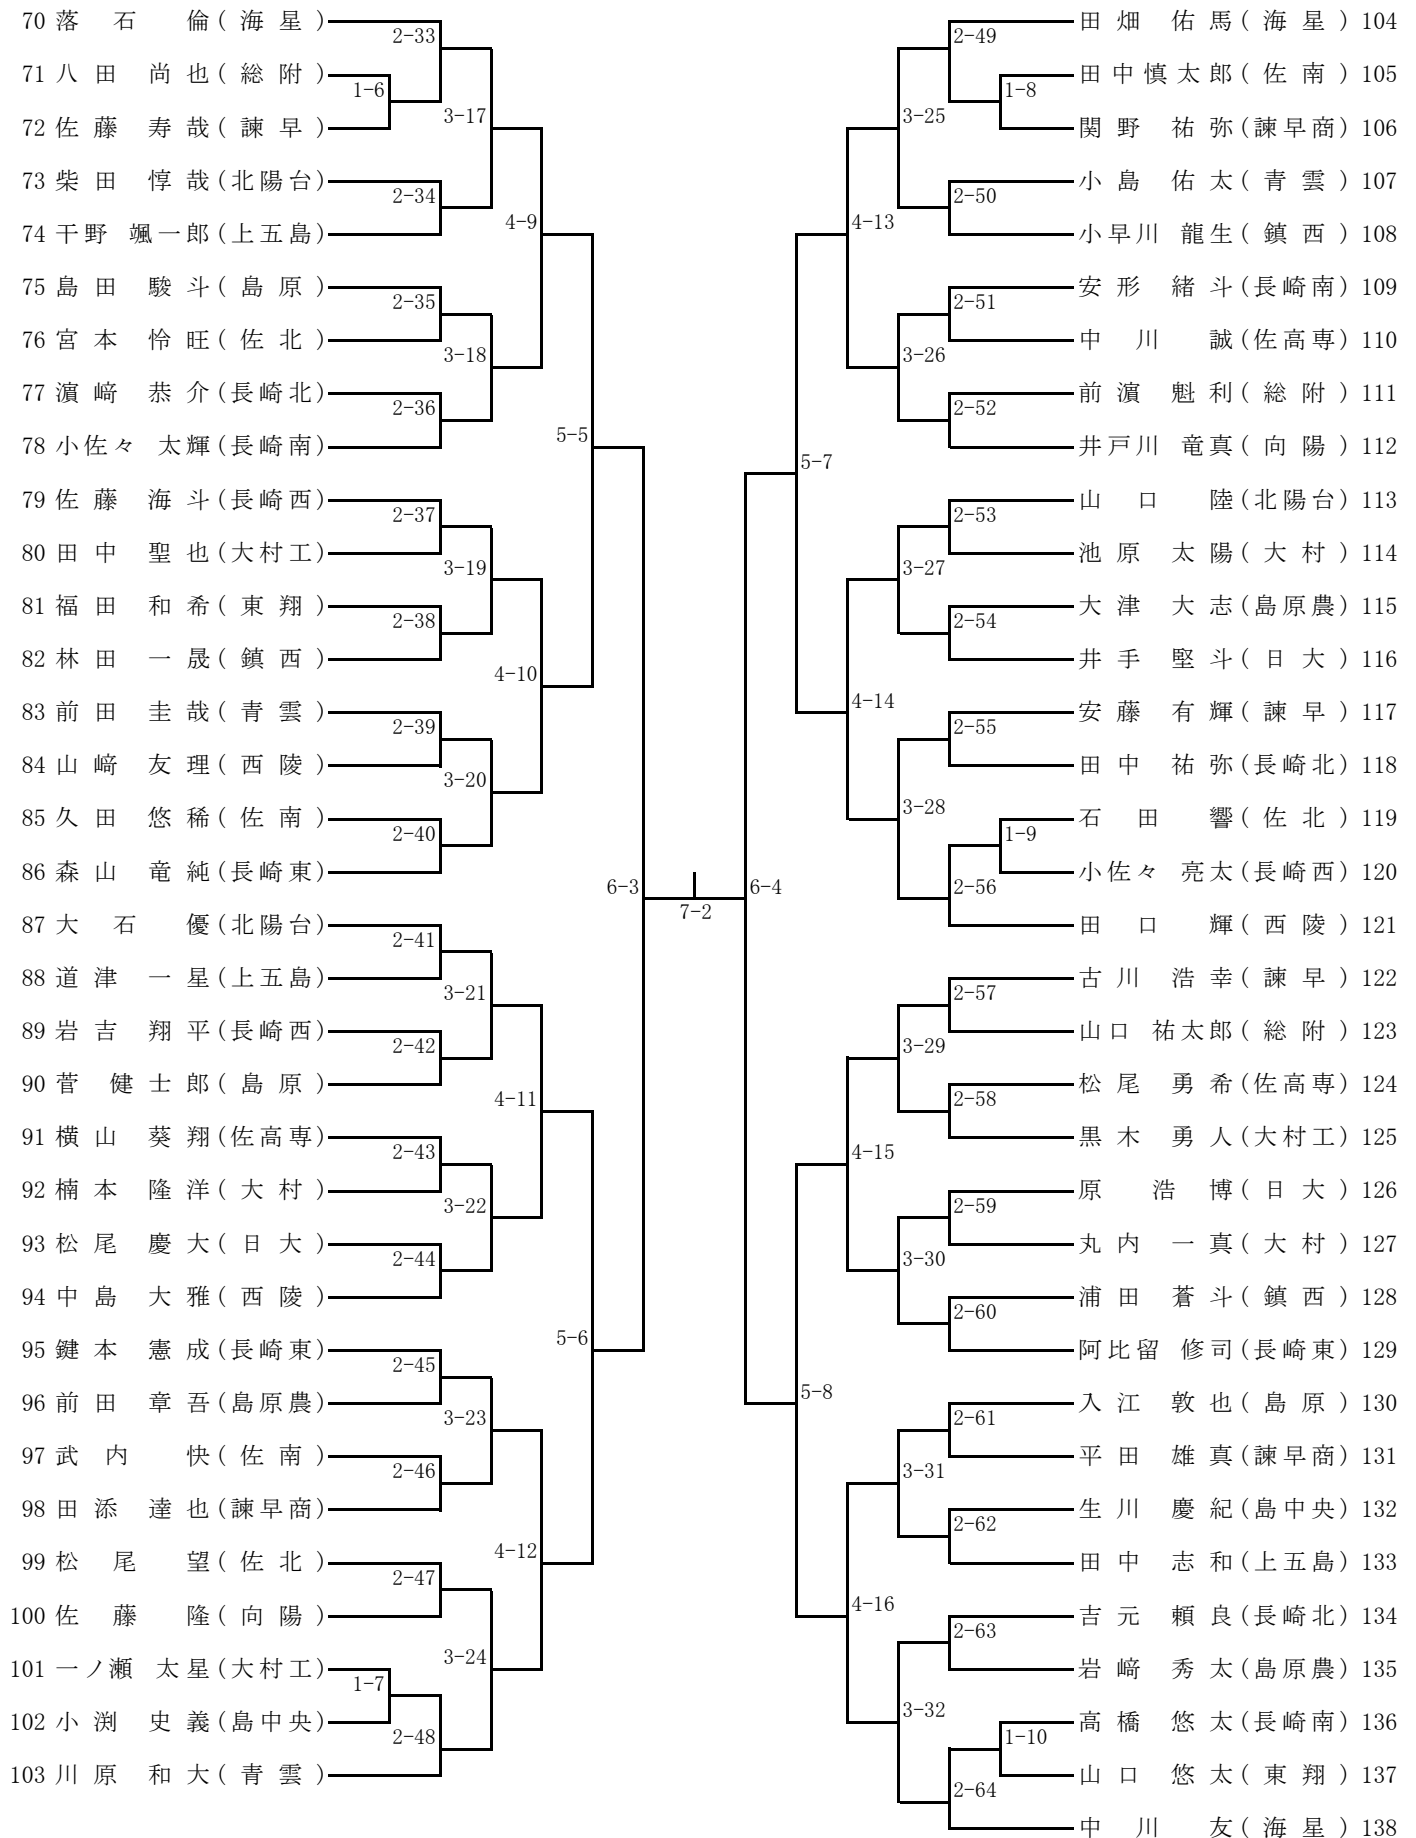 70 落石 倫(海星)
71 八田 尚也(総附)
72 佐藤 寿哉(諫早)
73 柴田 惇哉(北陽台)
74 干野 颯一郎(上五島)
75 島田 駿斗(島原)
76 宮本 怜旺(佐北)
77 濵﨑 恭介(長崎北)
78 小佐々 太輝(長崎南)
79 佐藤 海斗(長崎西)
80 田中 聖也(大村工)
81 福田 和希(東翔)
82 林田 一晟(鎮西)
83 前田 圭哉(青雲)
84 山﨑 友理(西陵)
85 久田 悠稀(佐南)
86 森山 竜純(長崎東)
87 大石 優(北陽台)
88 道津 一星(上五島)
89 岩吉 翔平(長崎西)
90 菅 健士郎(島原)
91 横山 葵翔(佐高専)
92 楠本 隆洋(大村)
93 松尾 慶大(日大)
94 中島 大雅(西陵)
95 鍵本 憲成(長崎東)
96 前田 章吾(島原農)
97 武内 快(佐南)
98 田添 達也(諫早商)
99 松尾 望(佐北)
100 佐藤 隆(向陽)
101 一ノ瀬 太星(大村工)
102 小渕 史義(島中央)
103 川原 和大(青雲)
1-6
1-7
2-33
2-34
2-35
2-36
2-37
2-38
2-39
2-40
2-41
2-42
2-43
2-44
2-45
2-46
2-47
2-48
3-17
3-18
3-19
3-20
3-21
3-22
3-23
3-24
4-9
4-10
4-11
4-12
5-5
5-6
6-3
7-2
6-4
5-7
5-8
4-13
4-14
4-15
4-16
3-25
3-26
3-27
3-28
3-29
3-30
3-31
3-32
2-49
2-50
2-51
2-52
2-53
2-54
2-55
2-56
2-57
2-58
2-59
2-60
2-61
2-62
2-63
2-64
1-8
1-9
1-10
田畑 佑馬(海星) 104
田中慎太郎(佐南) 105
関野 祐弥(諫早商) 106
小島 佑太(青雲) 107
小早川 龍生(鎮西) 108
安形 緒斗(長崎南) 109
中川 誠(佐高専) 110
前濵 魁利(総附) 111
井戸川 竜真(向陽) 112
山口 陸(北陽台) 113
池原 太陽(大村) 114
大津 大志(島原農) 115
井手 堅斗(日大) 116
安藤 有輝(諫早) 117
田中 祐弥(長崎北) 118
石田 響(佐北) 119
小佐々 亮太(長崎西) 120
田口 輝(西陵) 121
古川 浩幸(諫早) 122
山口 祐太郎(総附) 123
松尾 勇希(佐高専) 124
黒木 勇人(大村工) 125
原 浩博(日大) 126
丸内 一真(大村) 127
浦田 蒼斗(鎮西) 128
阿比留 修司(長崎東) 129
入江 敦也(島原) 130
平田 雄真(諫早商) 131
生川 慶紀(島中央) 132
田中 志和(上五島) 133
吉元 頼良(長崎北) 134
岩﨑 秀太(島原農) 135
高橋 悠太(長崎南) 136
山口 悠太(東翔) 137
中川 友(海星) 138